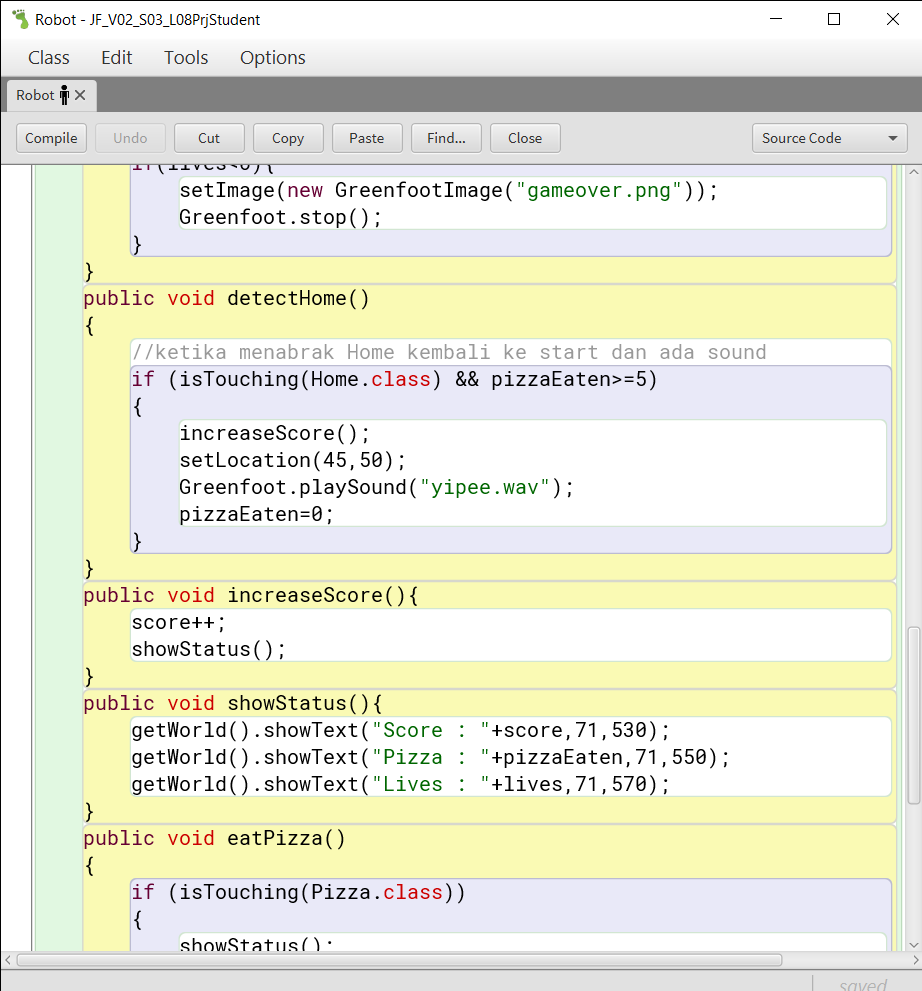 Robot - JF_V02_S03_L08PrjStudent
Class Edit Tools Options
Robot
Compile Undo Cut Copy Paste Find... Close Source Code
if(lives<0){
setImage(new GreenfootImage("gameover.png"));
Greenfoot.stop();
}
}
public void detectHome()
{
//ketika menabrak Home kembali ke start dan ada sound
if (isTouching(Home.class) && pizzaEaten>=5)
{
increaseScore();
setLocation(45,50);
Greenfoot.playSound("yipee.wav");
pizzaEaten=0;
}
}
public void increaseScore(){
score++;
showStatus();
}
public void showStatus(){
getWorld().showText("Score : "+score,71,530);
getWorld().showText("Pizza : "+pizzaEaten,71,550);
getWorld().showText("Lives : "+lives,71,570);
}
public void eatPizza()
{
if (isTouching(Pizza.class))
{
showStatus();
saved